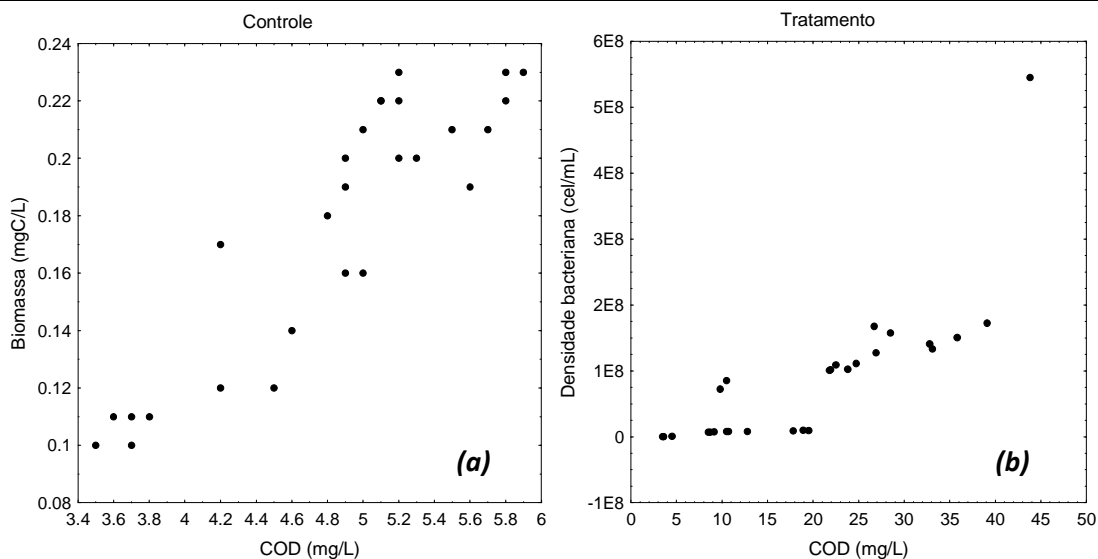 Controle
0.24
0.22
0.2
0.18
0.16
0.14
0.12
0.1
0.08
Biomassa (mgC/L)
3.4 3.6 3.8 4 4.2 4.4 4.6 4.8 5 5.2 5.4 5.6 5.8 6
COD (mg/L)
(a)
Tratamento
6E8
5E8
4E8
3E8
2E8
1E8
0
-1E8
Densidade bacteriana (cel/mL)
0 5 10 15 20 25 30 35 40 45 50
COD (mg/L)
(b)